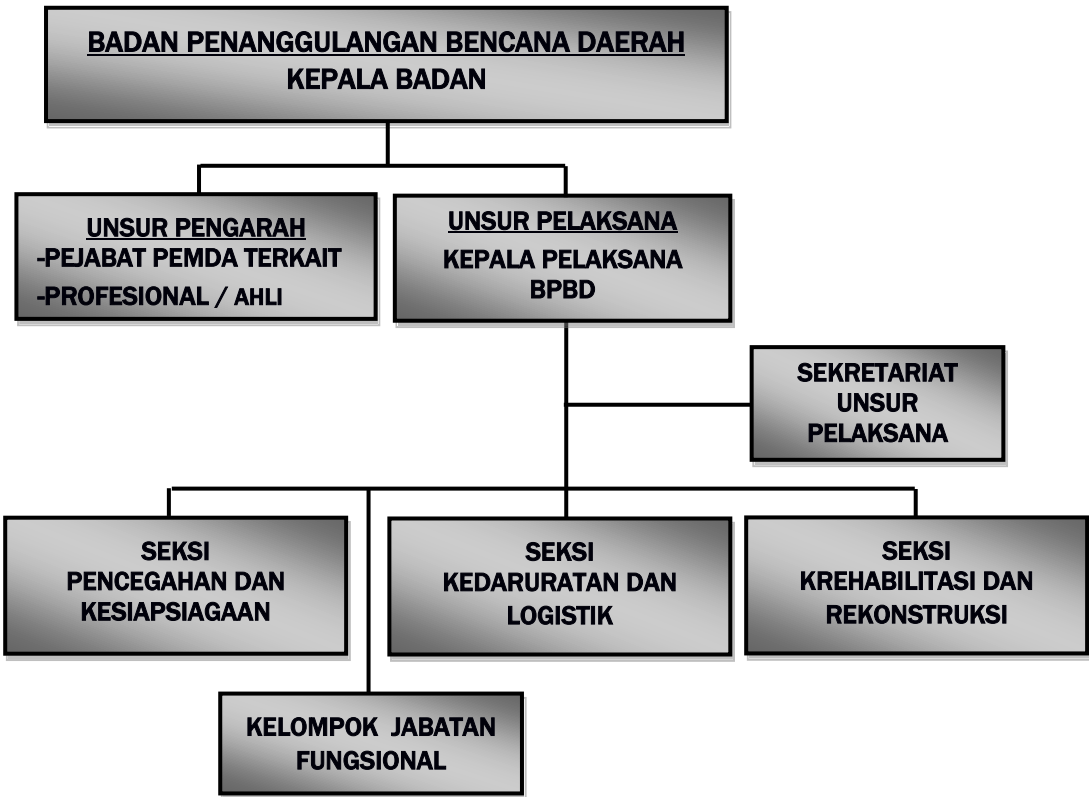 BADAN PENANGGULANGAN BENCANA DAERAH
KEPALA BADAN
UNSUR PENGARAH
-PEJABAT PEMDA TERKAIT
-PROFESIONAL / AHLI
UNSUR PELAKSANA
KEPALA PELAKSANA
BPBD
SEKRETARIAT
UNSUR
PELAKSANA
SEKSI
PENCEGAHAN DAN
KESIAPSIAGAAN
SEKSI
KEDARURATAN DAN
LOGISTIK
SEKSI
KREHABILITASI DAN
REKONSTRUKSI
KELOMPOK JABATAN
FUNGSIONAL